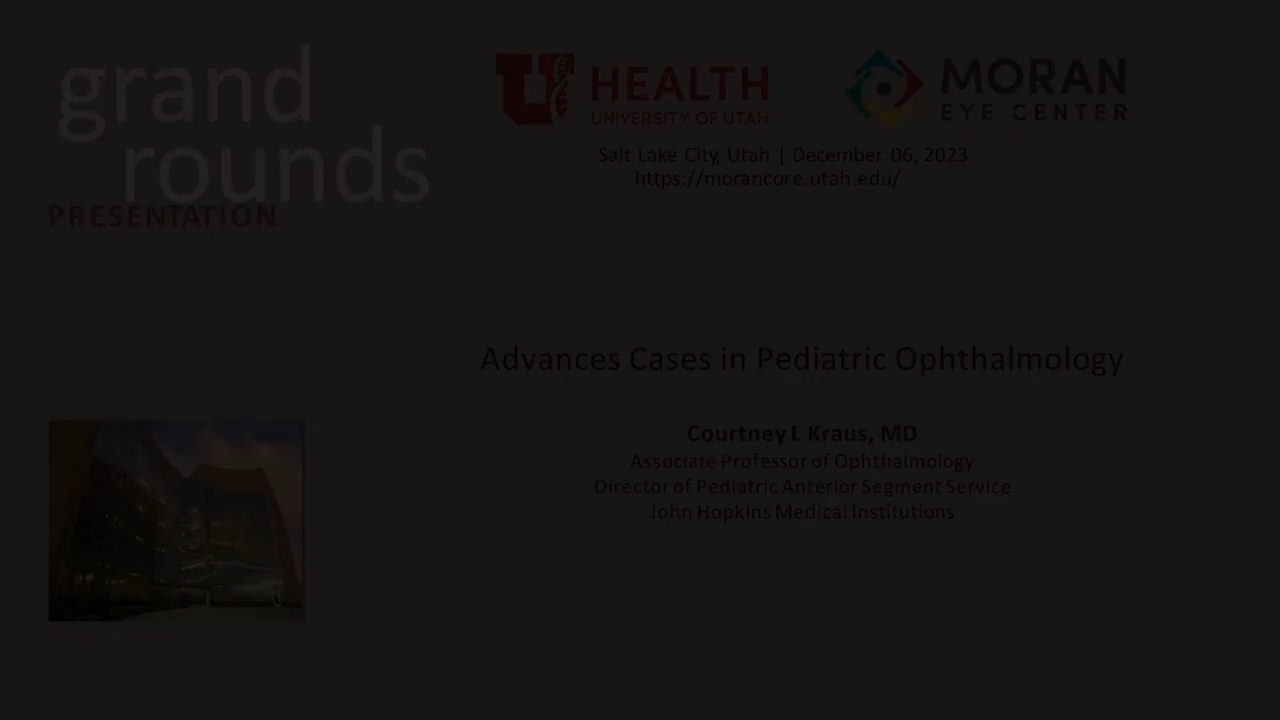 grand
rounds
PRESENTATION
U HEALTH
UNIVERSITY OF UTAH
MORAN
EYE CENTER
Salt Lake City, Utah | December 06, 2023
https://morancore.utah.edu/
Advances Cases in Pediatric Ophthalmology
Courtney L Kraus, MD
Associate Professor of Ophthalmology
Director of Pediatric Anterior Segment Service
John Hopkins Medical Institutions